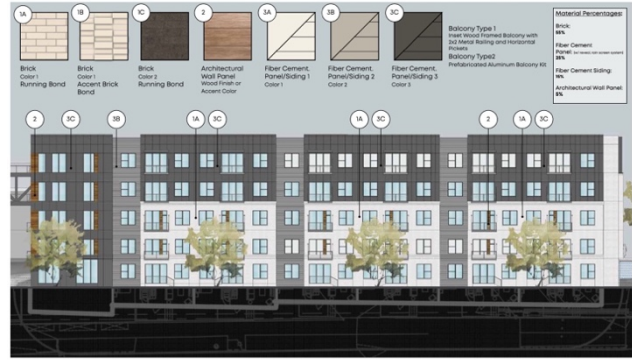 1A
1B
1C
2
3A
3B
3C
Brick
Color 1
Running Bond
Brick
Color 1
Accent Brick
Bond
Brick
Color 2
Running Bond
Architectural
Wall Panel
Wood Finish or
Accent Color
Fiber Cement.
Panel/Siding 1
Color 1
Fiber Cement.
Panel/Siding 2
Color 2
Fiber Cement.
Panel/Siding 3
Color 3
Balcony Type 1
Inset Wood Framed Balcony with
2x2 Metal Railing and Horizontal
Pickets
Balcony Type2
Prefabricated Aluminum Balcony Kit
Material Percentages:
Brick:
55%
Fiber Cement
Panel:
25%
Fiber Cement Siding:
Architectural Wall Panel:
5%
2
3C
3B
1A
3C
1A
3C
2
1A
3C